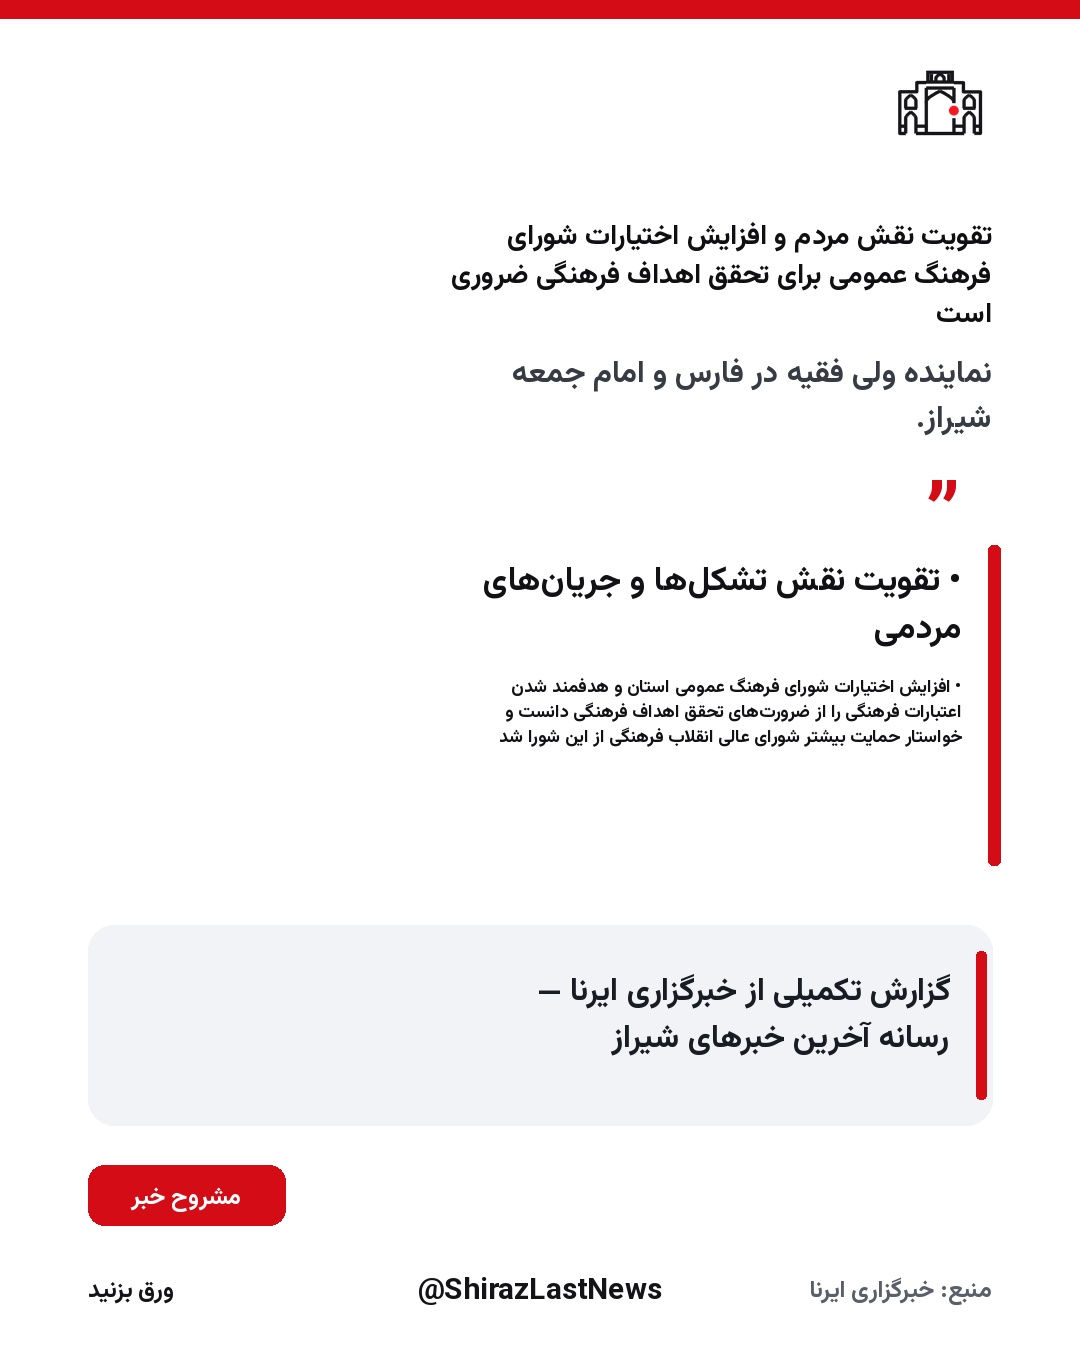 تقویت نقش مردم و افزایش اختیارات شورای
فرهنگ عمومی برای تحقق اهداف فرهنگی ضروری
است
نماینده ولی فقیه در فارس و امام جمعه
شیراز.
”
• تقویت نقش تشکل‌ها و جریان‌های
مردمی
• افزایش اختیارات شورای فرهنگ عمومی استان و هدفمند شدن
اعتبارات فرهنگی را از ضرورت‌های تحقق اهداف فرهنگی دانست و
خواستار حمایت بیشتر شورای عالی انقلاب فرهنگی از این شورا شد
گزارش تکمیلی از خبرگزاری ایرنا —
رسانه آخرین خبرهای شیراز
مشروح خبر
منبع: خبرگزاری ایرنا
@ShirazLastNews
ورق بزنید